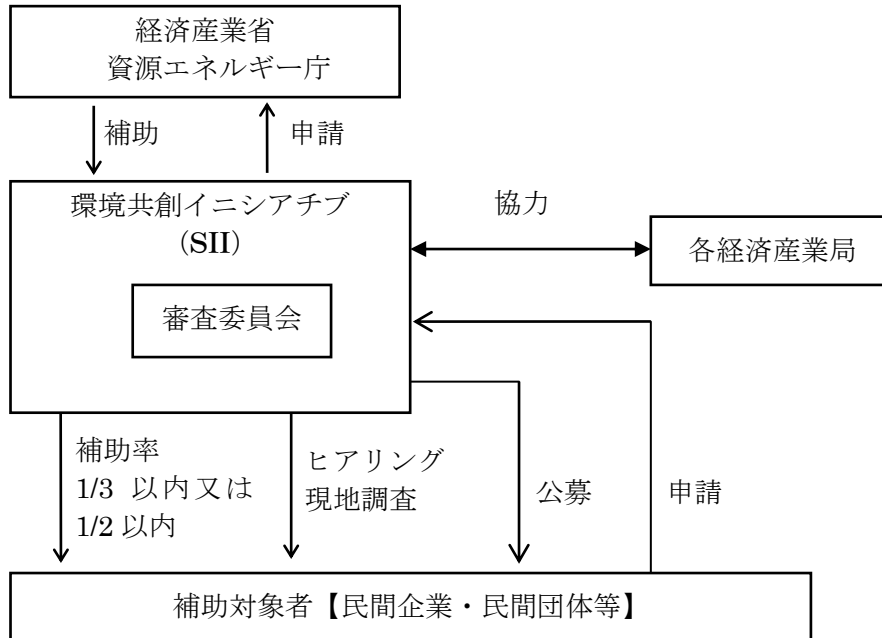 経済産業省
資源エネルギー庁
補助
申請
環境共創イニシアチブ
(SII)
協力
各経済産業局
審査委員会
補助率
1/3 以内又は
1/2 以内
ヒアリング
現地調査
公募
申請
補助対象者【民間企業・民間団体等】